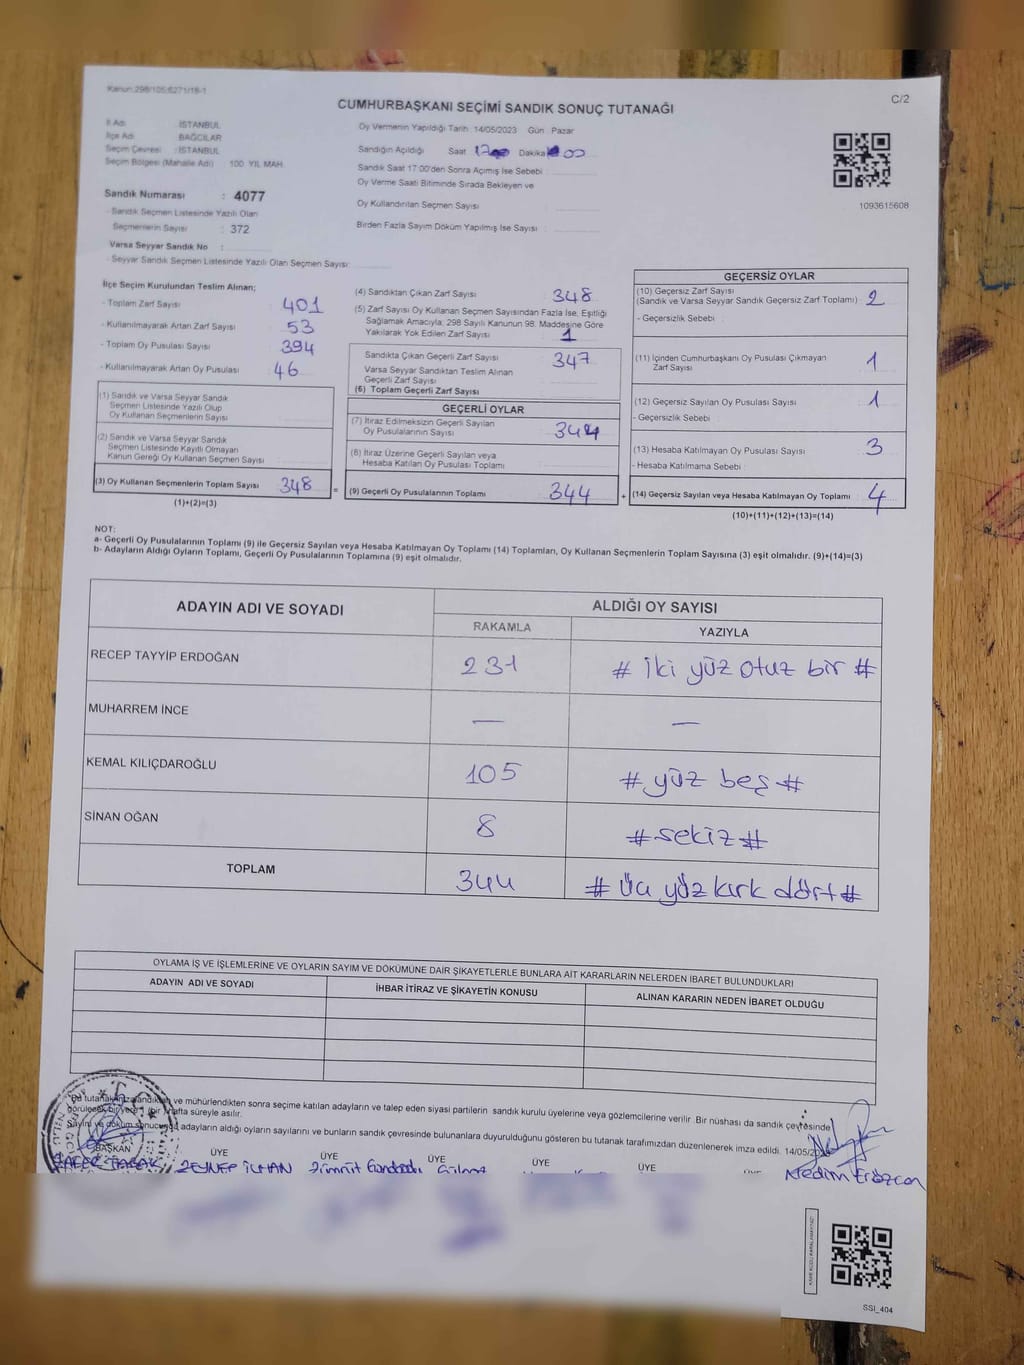 Kanun:298/105;6271/18-1
C/2
CUMHURBAŞKANI SEÇİMİ SANDIK SONUÇ TUTANAĞI
İl Adı : İSTANBUL
İlçe Adı : BAĞCILAR
Seçim Çevresi : İSTANBUL
Seçim Bölgesi (Mahalle Adı) : 100 YIL MAH.
Sandık Numarası : 4077
- Sandık Seçmen Listesinde Yazılı Olan
Seçmenlerin Sayısı : 372
Varsa Seyyar Sandık No :
- Seyyar Sandık Seçmen Listesinde Yazılı Olan Seçmen Sayısı:
Oy Vermenin Yapıldığı Tarih : 14/05/2023 Gün : Pazar
Sandığın Açıldığı Saat Dakika 00
Sandık Saat 17:00'den Sonra Açımış İse Sebebi :
Oy Verme Saati Bitiminde Sırada Bekleyen ve
Oy Kullandırılan Seçmen Sayısı :
Birden Fazla Sayım Döküm Yapılmış İse Sayısı :
1093615608
İlçe Seçim Kurulundan Teslim Alınan;
- Toplam Zarf Sayısı : 401
- Kullanılmayarak Artan Zarf Sayısı : 53
- Toplam Oy Pusulası Sayısı : 394
- Kullanılmayarak Artan Oy Pusulası : 46
(1) Sandık ve Varsa Seyyar Sandık
Seçmen Listesinde Yazılı Olup
Oy Kullanan Seçmenlerin Sayısı :
(2) Sandık ve Varsa Seyyar Sandık
Seçmen Listesinde Kayıtlı Olmayan
Kanun Gereği Oy Kullanan Seçmen Sayısı :
(3) Oy Kullanan Seçmenlerin Toplam Sayısı : 348
(1)+(2)=(3)
(4) Sandıktan Çıkan Zarf Sayısı : 348
(5) Zarf Sayısı Oy Kullanan Seçmen Sayısından Fazla İse, Eşitliği
Sağlamak Amacıyla; 298 Sayılı Kanunun 98. Maddesine Göre
Yakılarak Yok Edilen Zarf Sayısı : 1
Sandıkta Çıkan Geçerli Zarf Sayısı : 347
Varsa Seyyar Sandıktan Teslim Alınan
Geçerli Zarf Sayısı
(6) Toplam Geçerli Zarf Sayısı
GEÇERLİ OYLAR
(7) İtiraz Edilmeksizin Geçerli Sayılan
Oy Pusulalarının Sayısı : 344
(8) İtiraz Üzerine Geçerli Sayılan veya
Hesaba Katılan Oy Pusulası Toplamı :
= (9) Geçerli Oy Pusulalarının Toplamı : 344 +
GEÇERSİZ OYLAR
(10) Geçersiz Zarf Sayısı
(Sandık ve Varsa Seyyar Sandık Geçersiz Zarf Toplamı) : 2
- Geçersizlik Sebebi :
(11) İçinden Cumhurbaşkanı Oy Pusulası Çıkmayan
Zarf Sayısı : 1
(12) Geçersiz Sayılan Oy Pusulası Sayısı : 1
- Geçersizlik Sebebi :
(13) Hesaba Katılmayan Oy Pusulası Sayısı : 3
- Hesaba Katılmama Sebebi :
(14) Geçersiz Sayılan veya Hesaba Katılmayan Oy Toplamı : 4
(10)+(11)+(12)+(13)=(14)
NOT:
a- Geçerli Oy Pusulalarının Toplamı (9) ile Geçersiz Sayılan veya Hesaba Katılmayan Oy Toplamı (14) Toplamları, Oy Kullanan Seçmenlerin Toplam Sayısına (3) eşit olmalıdır. (9)+(14)=(3)
b- Adayların Aldığı Oyların Toplamı, Geçerli Oy Pusulalarının Toplamına (9) eşit olmalıdır.
ADAYIN ADI VE SOYADI ALDIĞI OY SAYISI
RAKAMLA YAZIYLA
RECEP TAYYİP ERDOĞAN 231 # iki yüz otuz bir #
MUHARREM İNCE — —
KEMAL KILIÇDAROĞLU 105 # yüz beş #
SİNAN OĞAN 8 # sekiz #
TOPLAM 344 # Üç yüz kırk dört #
OYLAMA İŞ VE İŞLEMLERİNE VE OYLARIN SAYIM VE DÖKÜMÜNE DAİR ŞİKAYETLERLE BUNLARA AİT KARARLARIN NELERDEN İBARET BULUNDUKLARI
ADAYIN ADI VE SOYADI İHBAR İTİRAZ VE ŞİKAYETİN KONUSU ALINAN KARARIN NEDEN İBARET OLDUĞU
Bu tutanak imzalandıktan ve mühürlendikten sonra seçime katılan adayların ve talep eden siyasi partilerin sandık kurulu üyelerine veya gözlemcilerine verilir. Bir nüshası da sandık çevresinde
görülecek bir yere 1 (bir) hafta süreyle asılır.
Sayım ve döküm sonucunda adayların aldığı oyların sayılarını ve bunların sandık çevresinde bulunanlara duyurulduğunu gösteren bu tutanak tarafımızdan düzenlenerek imza edildi. 14/05/2023
BAŞKAN ÜYE ÜYE ÜYE ÜYE ÜYE
ZEYNEP İLHAN
Nedim
SSI_404